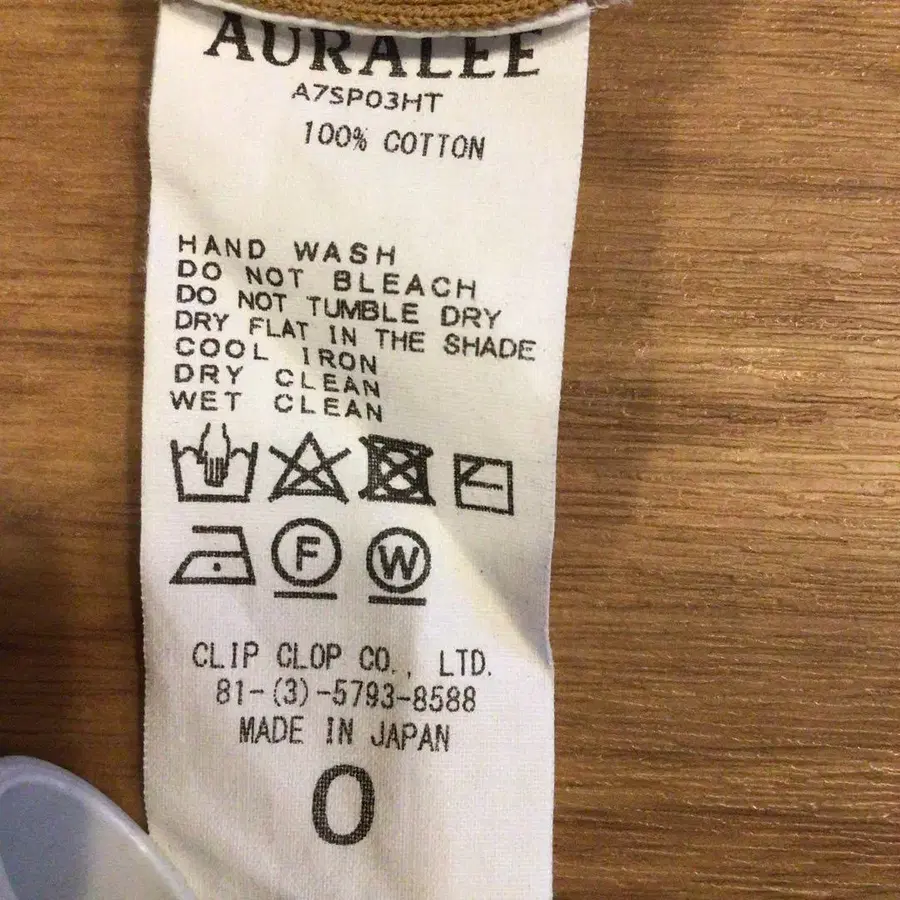 AURALEE
A7SP03HT
100% COTTON
HAND WASH
DO NOT BLEACH
DO NOT TUMBLE DRY
DRY FLAT IN THE SHADE
COOL IRON
DRY CLEAN
WET CLEAN
F W
CLIP CLOP CO., LTD.
81-(3)-5793-8588
MADE IN JAPAN
0